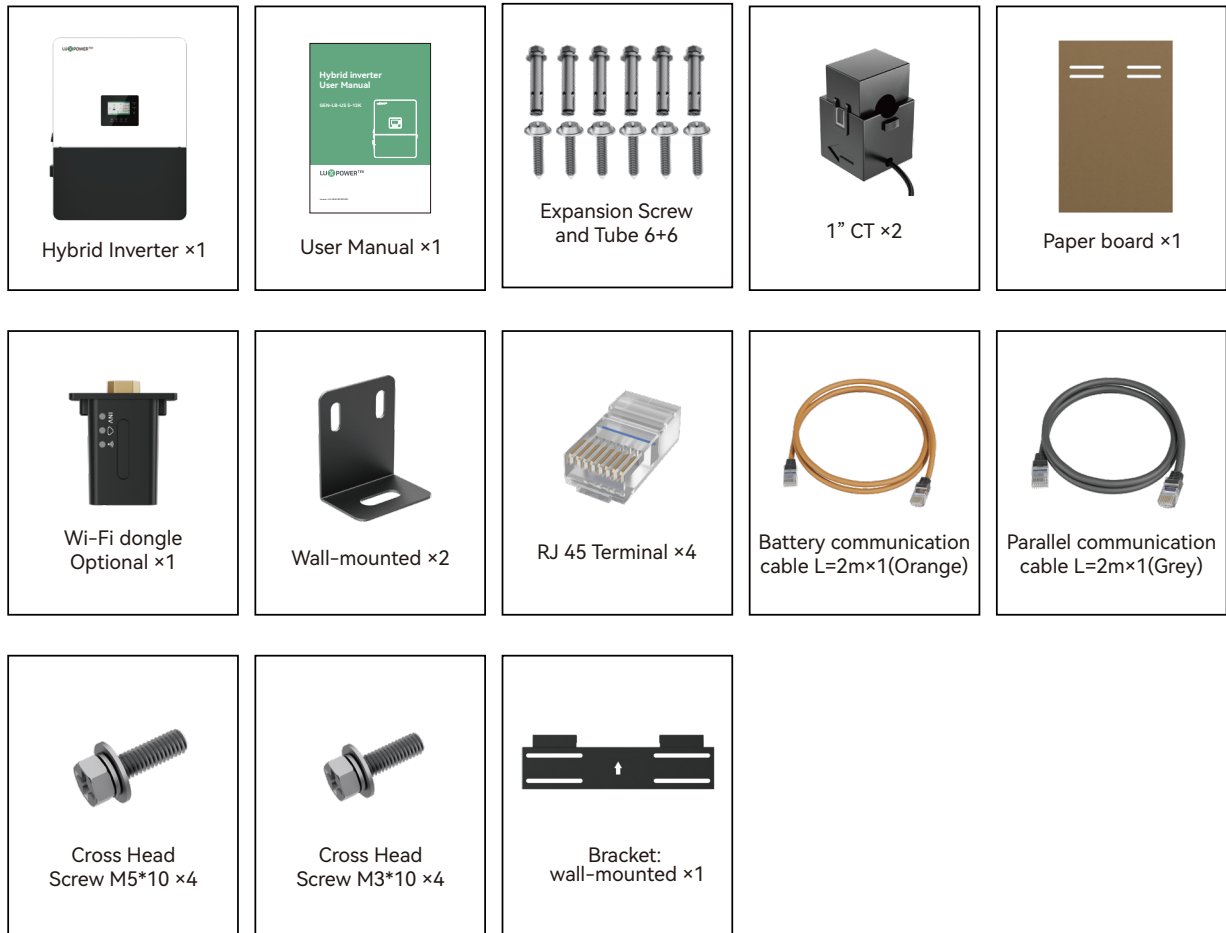 LUXPOWERTEK
Hybrid Inverter ×1
Hybrid inverter
User Manual
LUXPOWERTEK
User Manual ×1
Expansion Screw
and Tube 6+6
1” CT ×2
Paper board ×1
INV
Wi-Fi dongle
Optional ×1
Wall-mounted ×2
RJ 45 Terminal ×4
Battery communication
cable L=2m×1(Orange)
Parallel communication
cable L=2m×1(Grey)
Cross Head
Screw M5*10 ×4
Cross Head
Screw M3*10 ×4
Bracket:
wall-mounted ×1